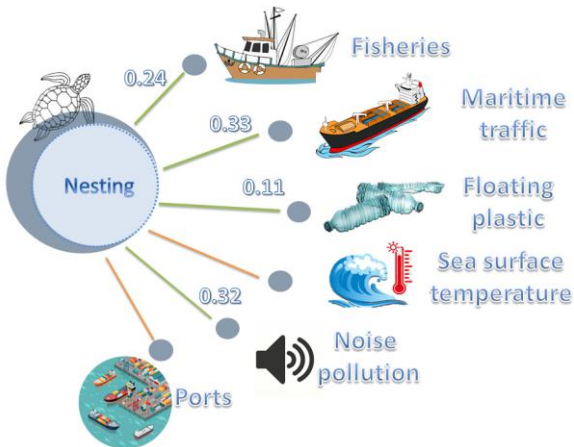 Fisheries
0.24
Maritime
traffic
0.33
Nesting
0.11
Floating
plastic
Sea surface
temperature
0.32
Noise
pollution
Ports